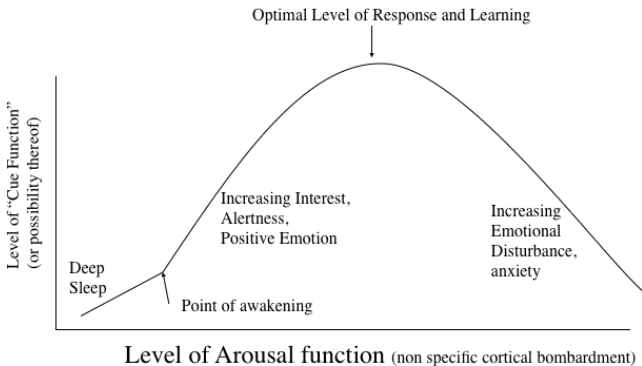 Optimal Level of Response and Learning
Level of “Cue Function”
(or possibility thereof)
Increasing Interest,
Alertness,
Positive Emotion
Increasing
Emotional
Disturbance,
anxiety
Deep
Sleep
Point of awakening
Level of Arousal function (non specific cortical bombardment)